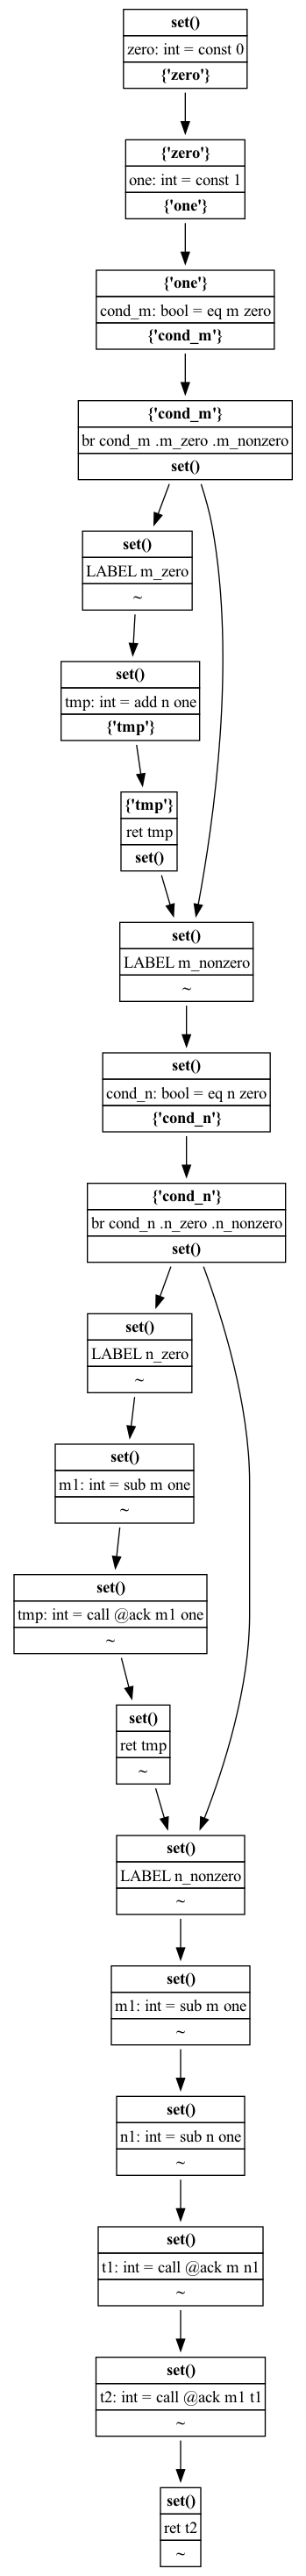 set()
zero: int = const 0
{'zero'}
{'zero'}
one: int = const 1
{'one'}
{'one'}
cond_m: bool = eq m zero
{'cond_m'}
{'cond_m'}
br cond_m .m_zero .m_nonzero
set()
set()
LABEL m_zero
~
set()
tmp: int = add n one
{'tmp'}
{'tmp'}
ret tmp
set()
set()
LABEL m_nonzero
~
set()
cond_n: bool = eq n zero
{'cond_n'}
{'cond_n'}
br cond_n .n_zero .n_nonzero
set()
set()
LABEL n_zero
~
set()
m1: int = sub m one
~
set()
tmp: int = call @ack m1 one
~
set()
ret tmp
~
set()
LABEL n_nonzero
~
set()
m1: int = sub m one
~
set()
n1: int = sub n one
~
set()
t1: int = call @ack m n1
~
set()
t2: int = call @ack m1 t1
~
set()
ret t2
~